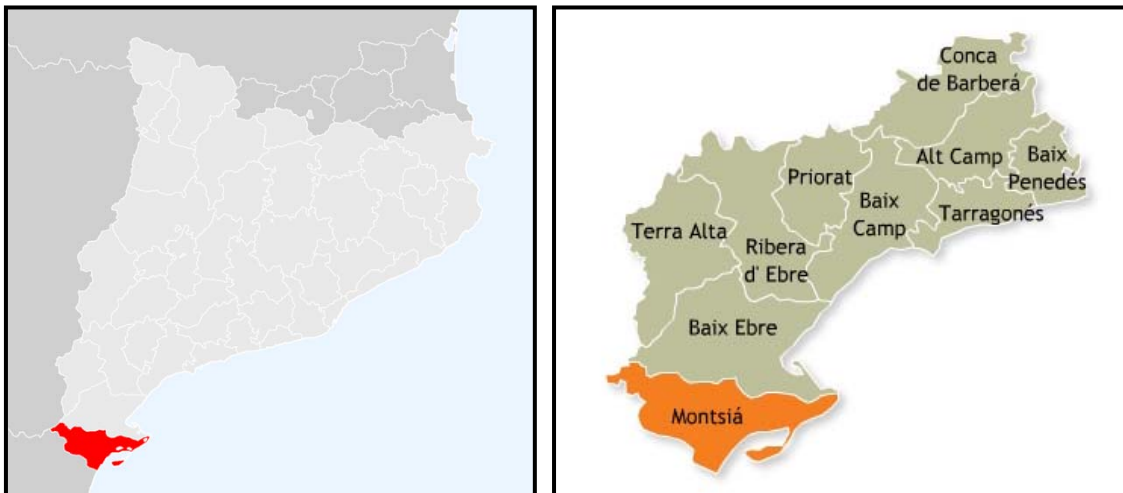 Conca
de Barberá
Alt Camp
Baix
Penedés
Priorat
Baix
Camp
Tarragonés
Terra Alta
Ribera
d' Ebre
Baix Ebre
Montsiá